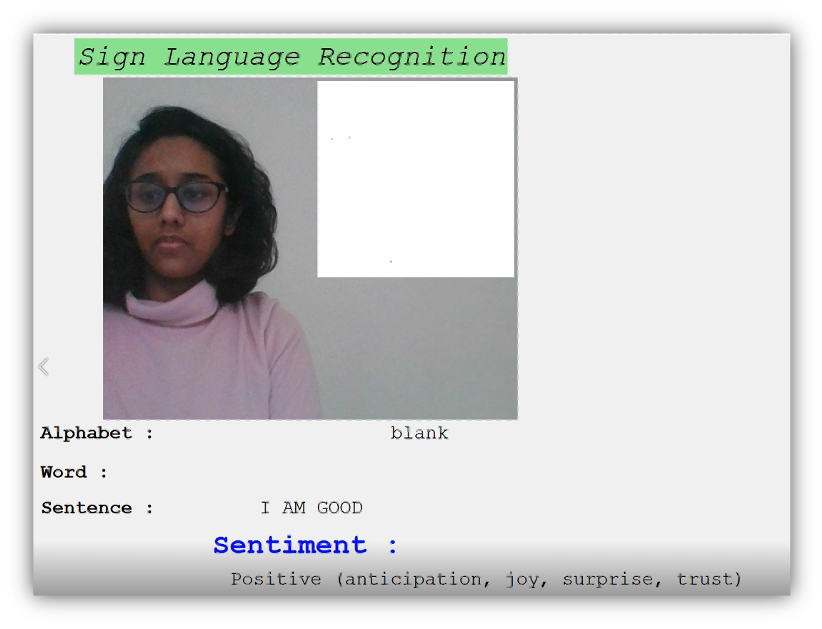 Sign Language Recognition
Alphabet : blank
Word :
Sentence : I AM GOOD
Sentiment :
Positive (anticipation, joy, surprise, trust)